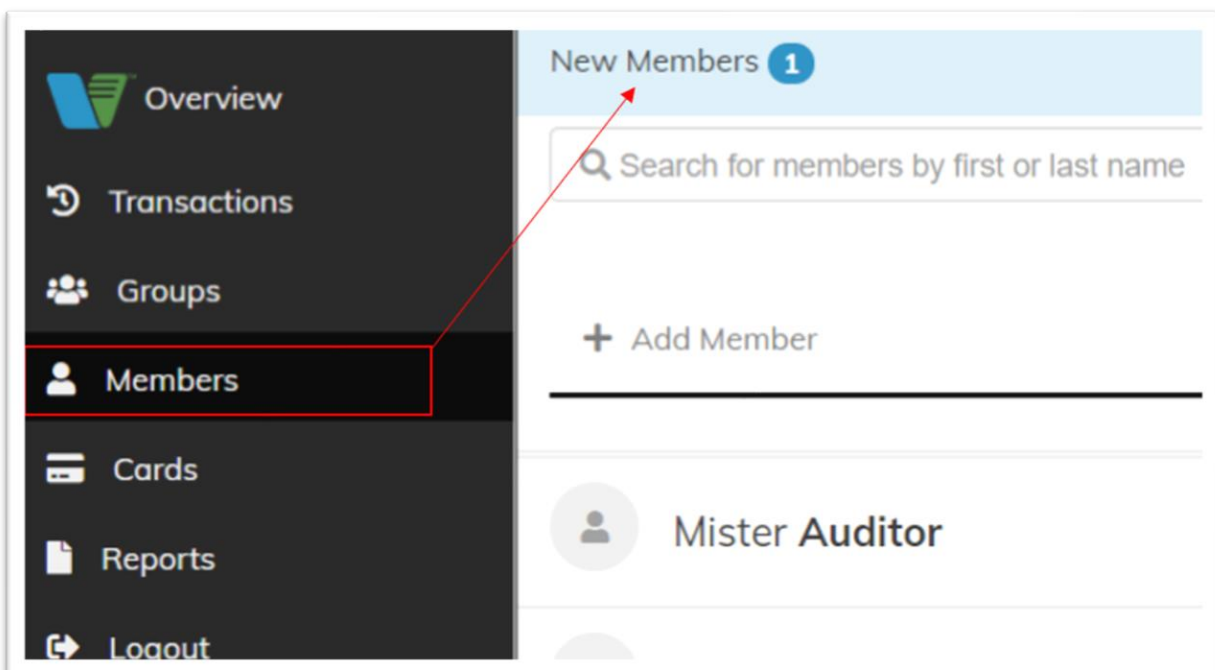 Overview
Transactions
Groups
Members
Cards
Reports
Logout
New Members 1
Search for members by first or last name
+ Add Member
Mister Auditor